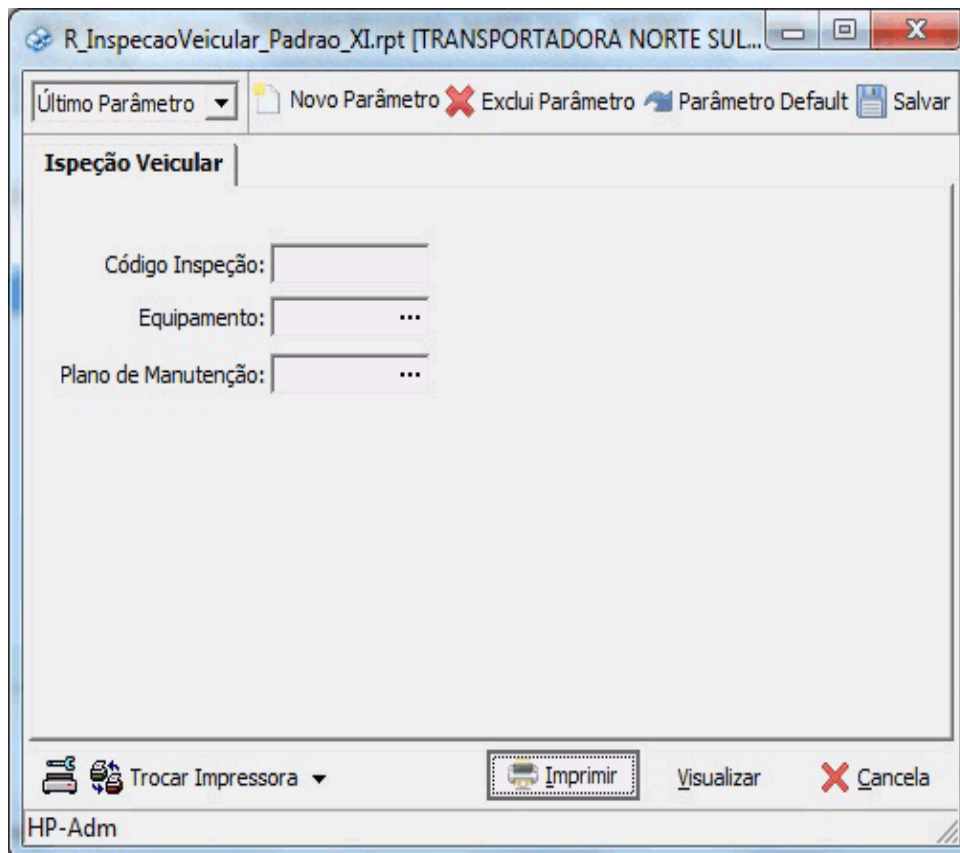 R_InspecaoVeicular_Padrao_XI.rpt [TRANSPORTADORA NORTE SUL...
Último Parâmetro Novo Parâmetro Exclui Parâmetro Parâmetro Default Salvar
Ispeção Veicular
Código Inspeção:
Equipamento: ...
Plano de Manutenção: ...
Trocar Impressora Imprimir Visualizar Cancela
HP-Adm